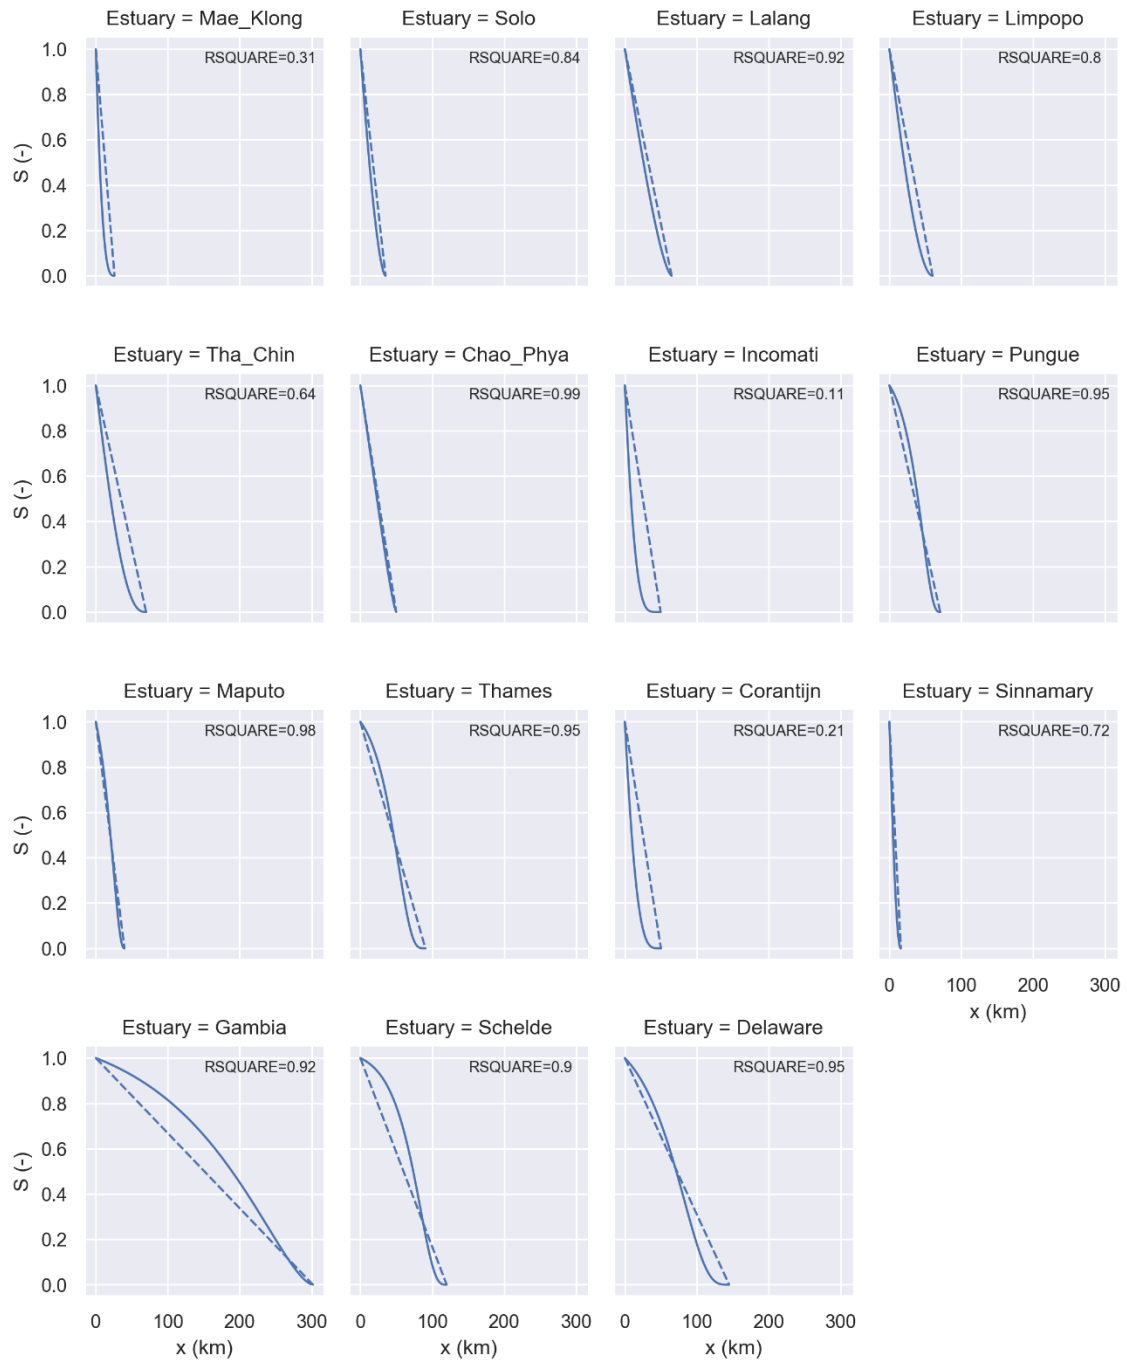 Estuary = Mae_Klong
Estuary = Solo
Estuary = Lalang
Estuary = Limpopo
1.0
0.8
0.6
0.4
0.2
0.0
S (-)
RSQUARE=0.31
RSQUARE=0.84
RSQUARE=0.92
RSQUARE=0.8
Estuary = Tha_Chin
Estuary = Chao_Phya
Estuary = Incomati
Estuary = Pungue
1.0
0.8
0.6
0.4
0.2
0.0
S (-)
RSQUARE=0.64
RSQUARE=0.99
RSQUARE=0.11
RSQUARE=0.95
Estuary = Maputo
Estuary = Thames
Estuary = Corantijn
Estuary = Sinnamary
1.0
0.8
0.6
0.4
0.2
0.0
S (-)
RSQUARE=0.98
RSQUARE=0.95
RSQUARE=0.21
RSQUARE=0.72
0 100 200 300
x (km)
Estuary = Gambia
Estuary = Schelde
Estuary = Delaware
1.0
0.8
0.6
0.4
0.2
0.0
S (-)
RSQUARE=0.92
RSQUARE=0.9
RSQUARE=0.95
0 100 200 300
0 100 200 300
0 100 200 300
x (km)
x (km)
x (km)